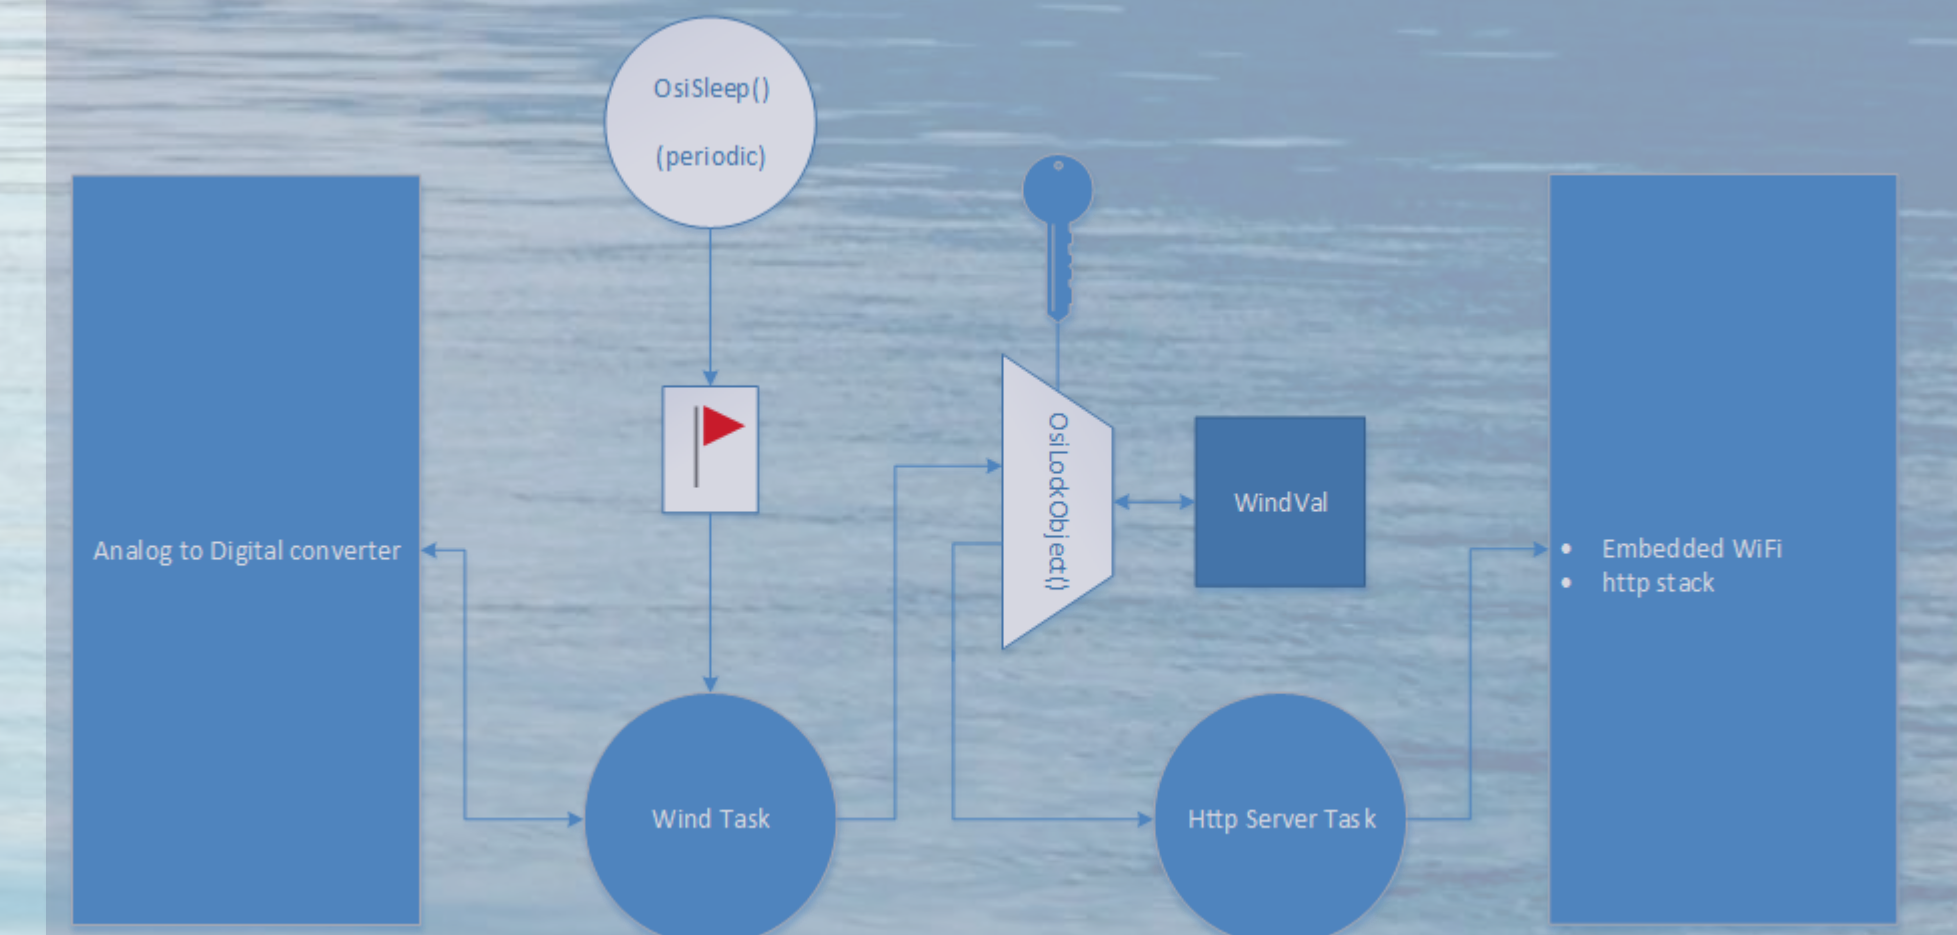 OsiSleep()
(periodic)
Analog to Digital converter
OsiLockObject()
WindVal
• Embedded WiFi
• http stack
Wind Task
Http Server Task